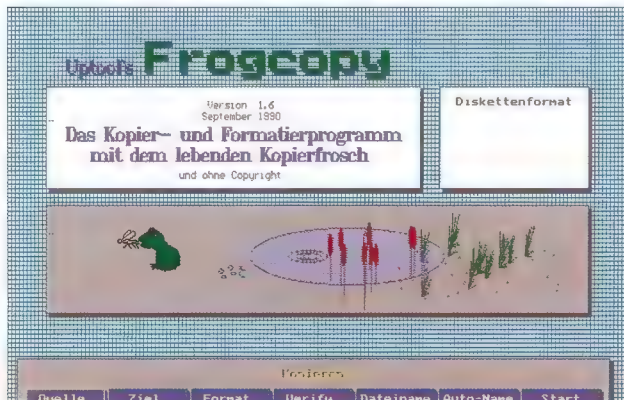 Uptools Frogcopy
Version 1.6
September 1990
Das Kopier- und Formatierprogramm
mit dem lebenden Kopierfrosch
und ohne Copyright
Diskettenformat
Kopieren
Quelle Ziel Format Verify Dateiname Auto-Name Start